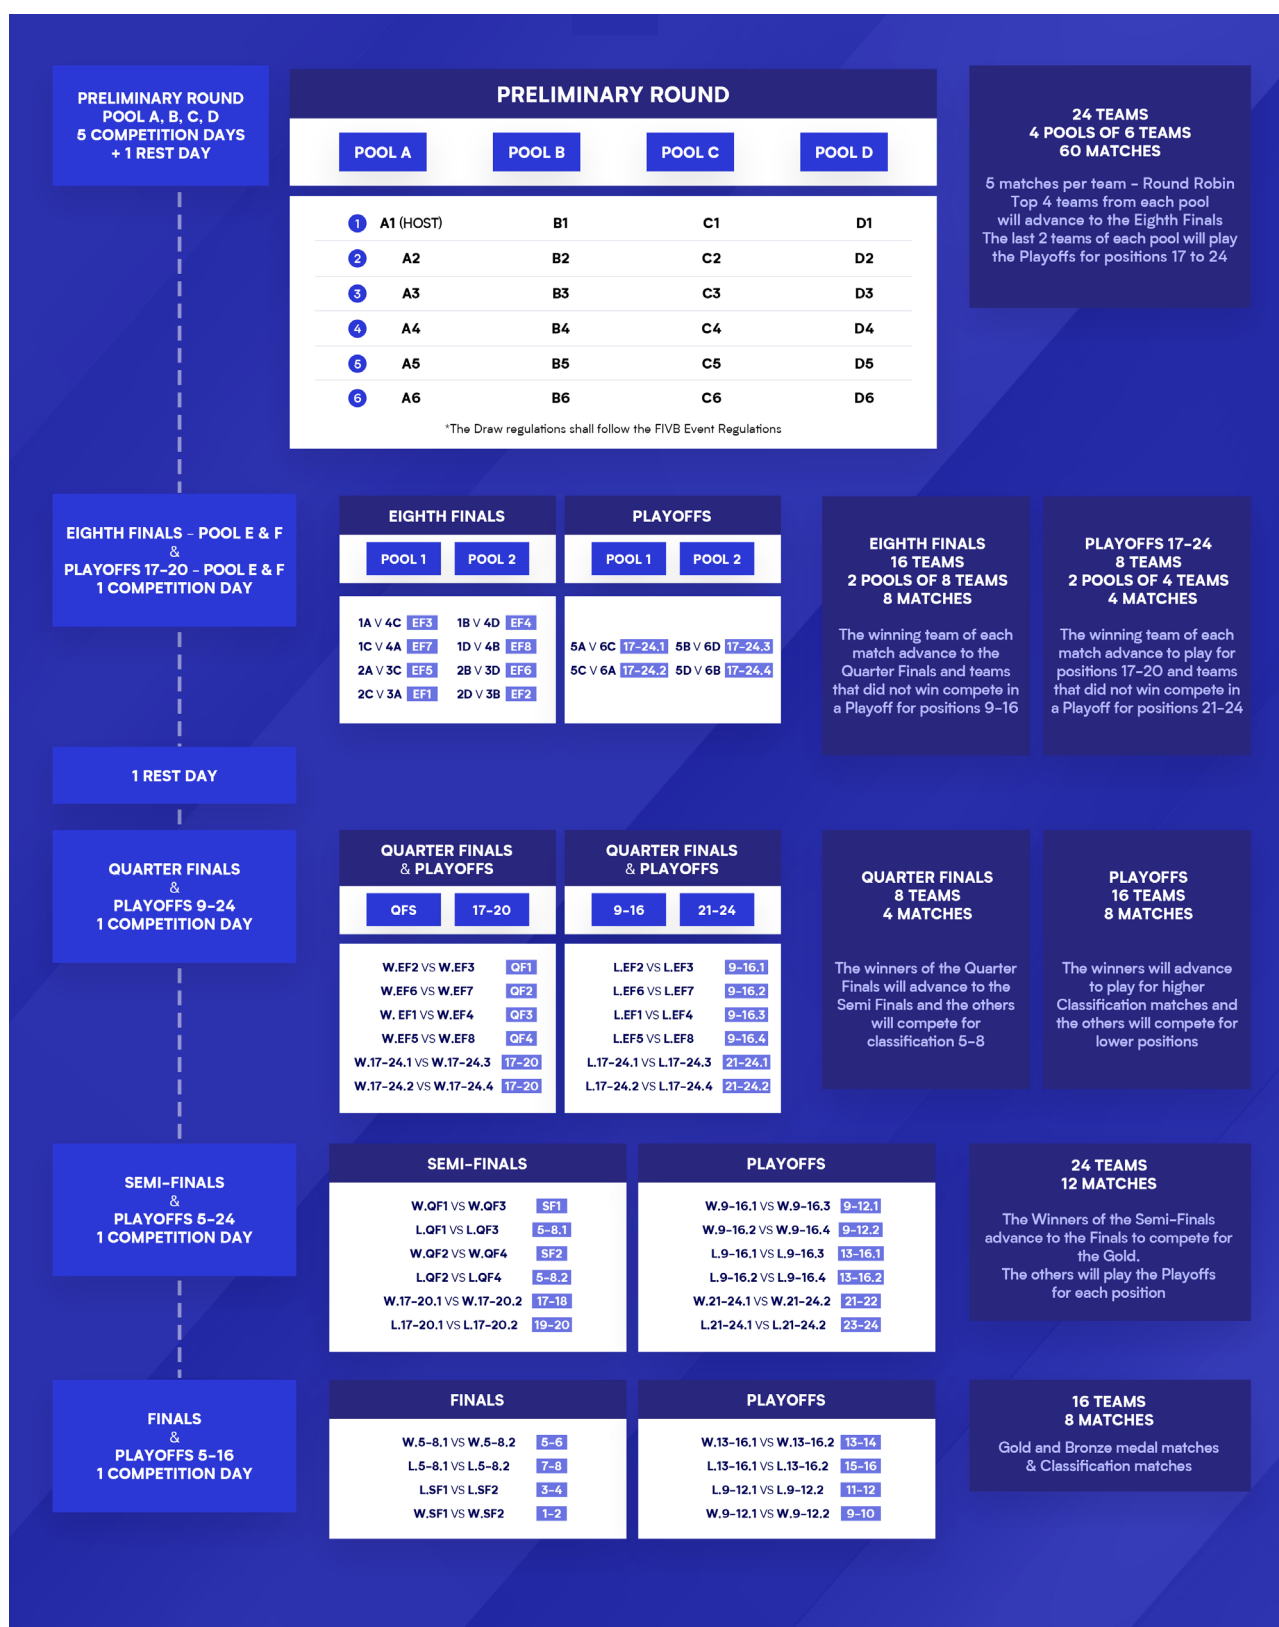 PRELIMINARY ROUND
POOL A, B, C, D
5 COMPETITION DAYS
+ 1 REST DAY
PRELIMINARY ROUND
POOL A POOL B POOL C POOL D
1 A1 (HOST) B1 C1 D1
2 A2 B2 C2 D2
3 A3 B3 C3 D3
4 A4 B4 C4 D4
5 A5 B5 C5 D5
6 A6 B6 C6 D6
*The Draw regulations shall follow the FIVB Event Regulations
24 TEAMS
4 POOLS OF 6 TEAMS
60 MATCHES
5 matches per team - Round Robin
Top 4 teams from each pool
will advance to the Eighth Finals
The last 2 teams of each pool will play
the Playoffs for positions 17 to 24
EIGHTH FINALS - POOL E & F
&
PLAYOFFS 17-20 - POOL E & F
1 COMPETITION DAY
EIGHTH FINALS
POOL 1 POOL 2
1A V 4C EF3 1B V 4D EF4
1C V 4A EF7 1D V 4B EF8
2A V 3C EF5 2B V 3D EF6
2C V 3A EF1 2D V 3B EF2
PLAYOFFS
POOL 1 POOL 2
5A V 6C 17-24.1 5B V 6D 17-24.3
5C V 6A 17-24.2 5D V 6B 17-24.4
EIGHTH FINALS
16 TEAMS
2 POOLS OF 8 TEAMS
8 MATCHES
The winning team of each
match advance to the
Quarter Finals and teams
that did not win compete in
a Playoff for positions 9-16
PLAYOFFS 17-24
8 TEAMS
2 POOLS OF 4 TEAMS
4 MATCHES
The winning team of each
match advance to play for
positions 17-20 and teams
that did not win compete in
a Playoff for positions 21-24
1 REST DAY
QUARTER FINALS
&
PLAYOFFS 9-24
1 COMPETITION DAY
QUARTER FINALS
& PLAYOFFS
QFS 17-20
W.EF2 VS W.EF3 QF1
W.EF6 VS W.EF7 QF2
W. EF1 VS W.EF4 QF3
W.EF5 VS W.EF8 QF4
W.17-24.1 VS W.17-24.3 17-20
W.17-24.2 VS W.17-24.4 17-20
QUARTER FINALS
& PLAYOFFS
9-16 21-24
L.EF2 VS L.EF3 9-16.1
L.EF6 VS L.EF7 9-16.2
L.EF1 VS L.EF4 9-16.3
L.EF5 VS L.EF8 9-16.4
L.17-24.1 VS L.17-24.3 21-24.1
L.17-24.2 VS L.17-24.4 21-24.2
QUARTER FINALS
8 TEAMS
4 MATCHES
The winners of the Quarter
Finals will advance to the
Semi Finals and the others
will compete for
classification 5-8
PLAYOFFS
16 TEAMS
8 MATCHES
The winners will advance
to play for higher
Classification matches and
the others will compete for
lower positions
SEMI-FINALS
&
PLAYOFFS 5-24
1 COMPETITION DAY
SEMI-FINALS
W.QF1 VS W.QF3 SF1
L.QF1 VS L.QF3 5-8.1
W.QF2 VS W.QF4 SF2
L.QF2 VS L.QF4 5-8.2
W.17-20.1 VS W.17-20.2 17-18
L.17-20.1 VS L.17-20.2 19-20
PLAYOFFS
W.9-16.1 VS W.9-16.3 9-12.1
W.9-16.2 VS W.9-16.4 9-12.2
L.9-16.1 VS L.9-16.3 13-16.1
L.9-16.2 VS L.9-16.4 13-16.2
W.21-24.1 VS W.21-24.2 21-22
L.21-24.1 VS L.21-24.2 23-24
24 TEAMS
12 MATCHES
The Winners of the Semi-Finals
advance to the Finals to compete for
the Gold.
The others will play the Playoffs
for each position
FINALS
&
PLAYOFFS 5-16
1 COMPETITION DAY
FINALS
W.5-8.1 VS W.5-8.2 5-6
L.5-8.1 VS L.5-8.2 7-8
L.SF1 VS L.SF2 3-4
W.SF1 VS W.SF2 1-2
PLAYOFFS
W.13-16.1 VS W.13-16.2 13-14
L.13-16.1 VS L.13-16.2 15-16
L.9-12.1 VS L.9-12.2 11-12
W.9-12.1 VS W.9-12.2 9-10
16 TEAMS
8 MATCHES
Gold and Bronze medal matches
& Classification matches